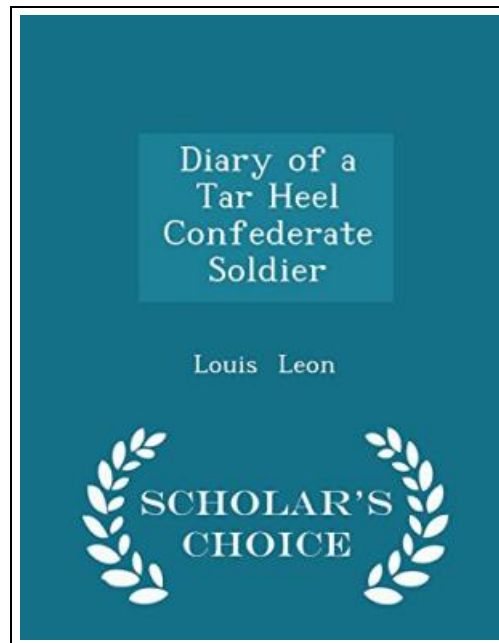 Diary of a
Tar Heel
Confederate
Soldier
Louis Leon
SCHOLAR'S
CHOICE